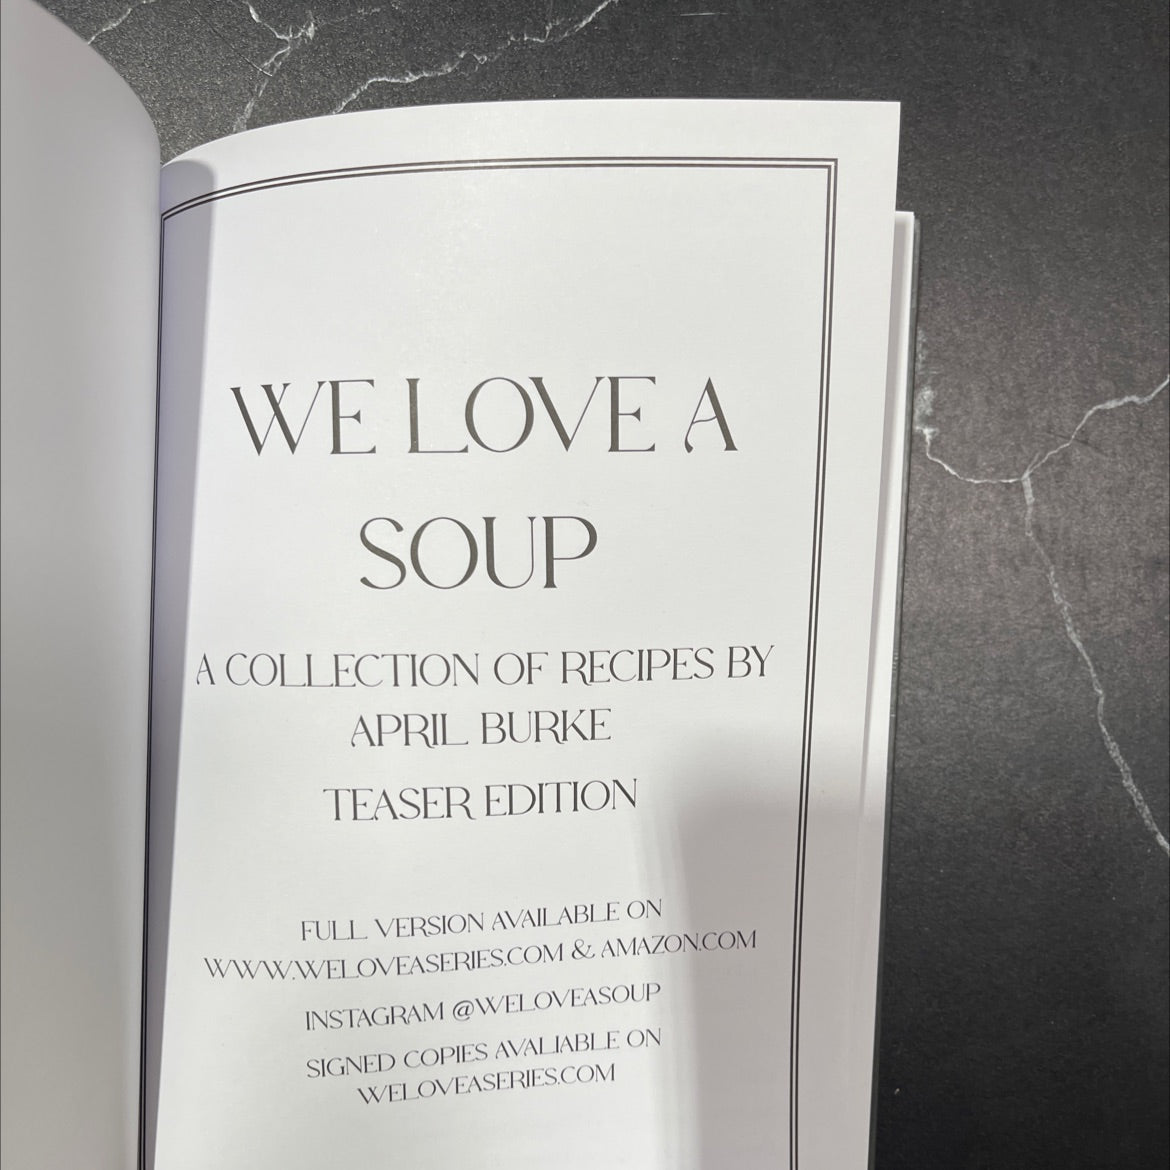 WE LOVE A
SOUP
A COLLECTION OF RECIPES BY
APRIL BURKE
TEASER EDITION
FULL VERSION AVAILABLE ON
WWW.WELOVEASERIES.COM & AMAZON.COM
INSTAGRAM @WELOVEASOUP
SIGNED COPIES AVALIABLE ON
WELOVEASERIES.COM